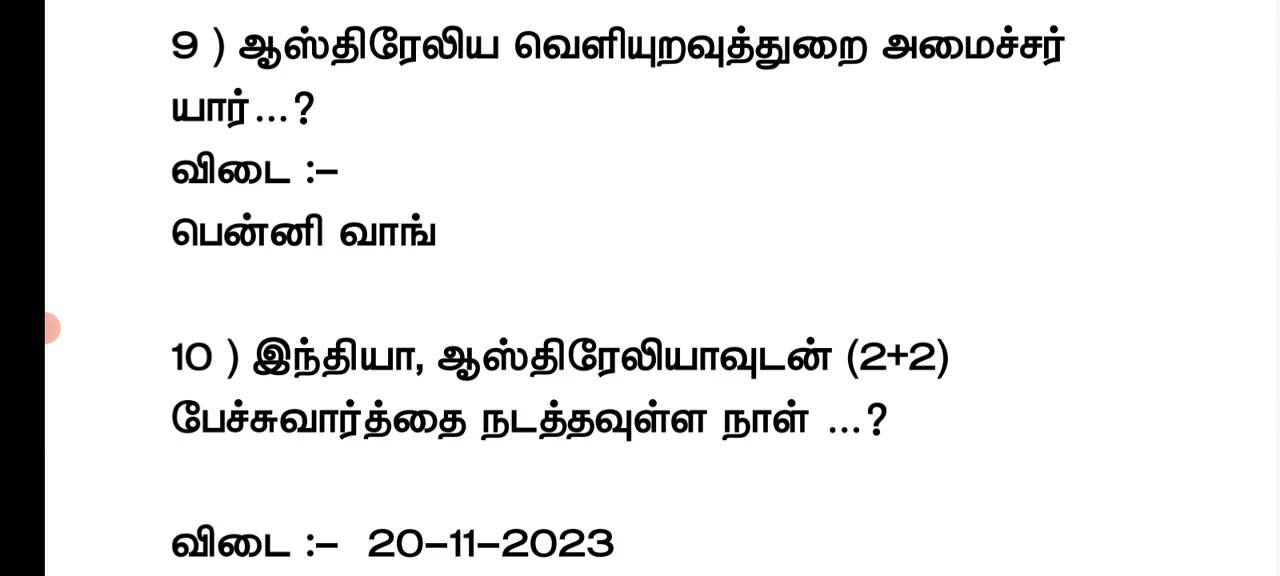 9 ) ஆஸ்திரேலிய வெளியுறவுத்துறை அமைச்சர்
யார்...?
விடை :–
பென்னி வாங்
10 ) இந்தியா, ஆஸ்திரேலியாவுடன் (2+2)
பேச்சுவார்த்தை நடத்தவுள்ள நாள் ...?
விடை :– 20–11–2023